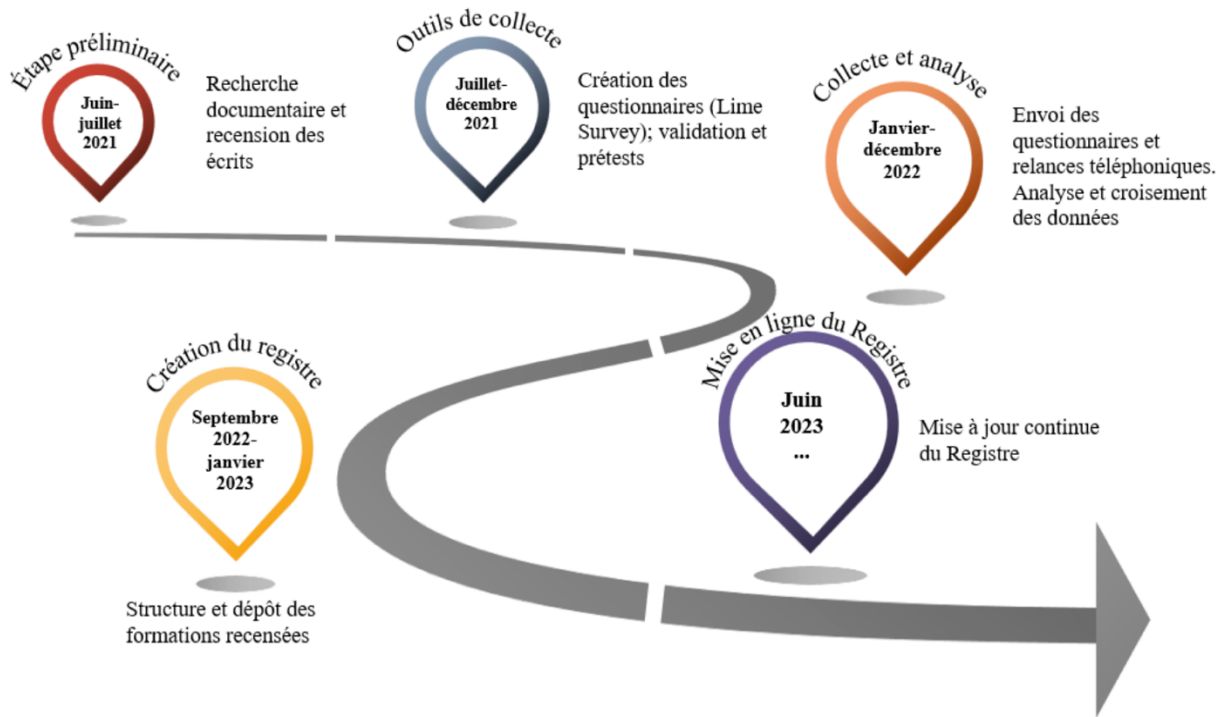 Étape préliminaire
Juin-
juillet
2021
Recherche
documentaire et
recension des
écrits
Outils de collecte
Juillet-
décembre
2021
Création des
questionnaires (Lime
Survey); validation et
prétests
Collecte et analyse
Janvier-
décembre
2022
Envoi des
questionnaires et
relances téléphoniques.
Analyse et croisement
des données
Création du registre
Septembre
2022-
janvier
2023
Structure et dépôt des
formations recensées
Mise en ligne du Registre
Juin
2023
...
Mise à jour continue
du Registre